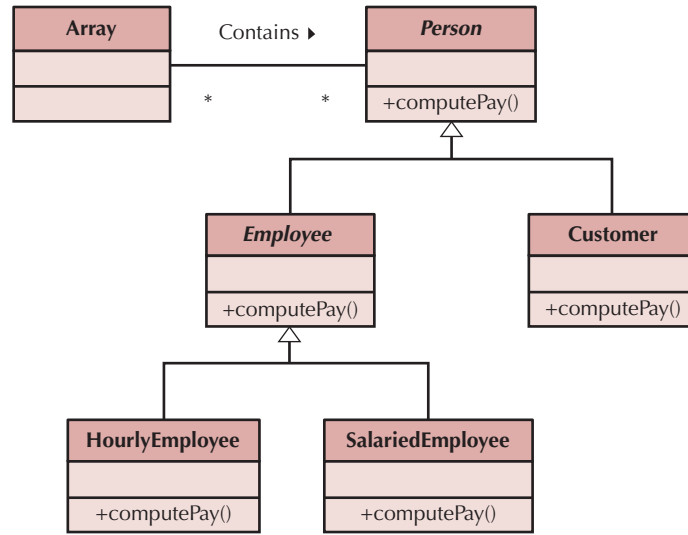 Array
Contains ▶
Person
* *
+computePay()
Employee
Customer
+computePay()
+computePay()
HourlyEmployee
SalariedEmployee
+computePay()
+computePay()